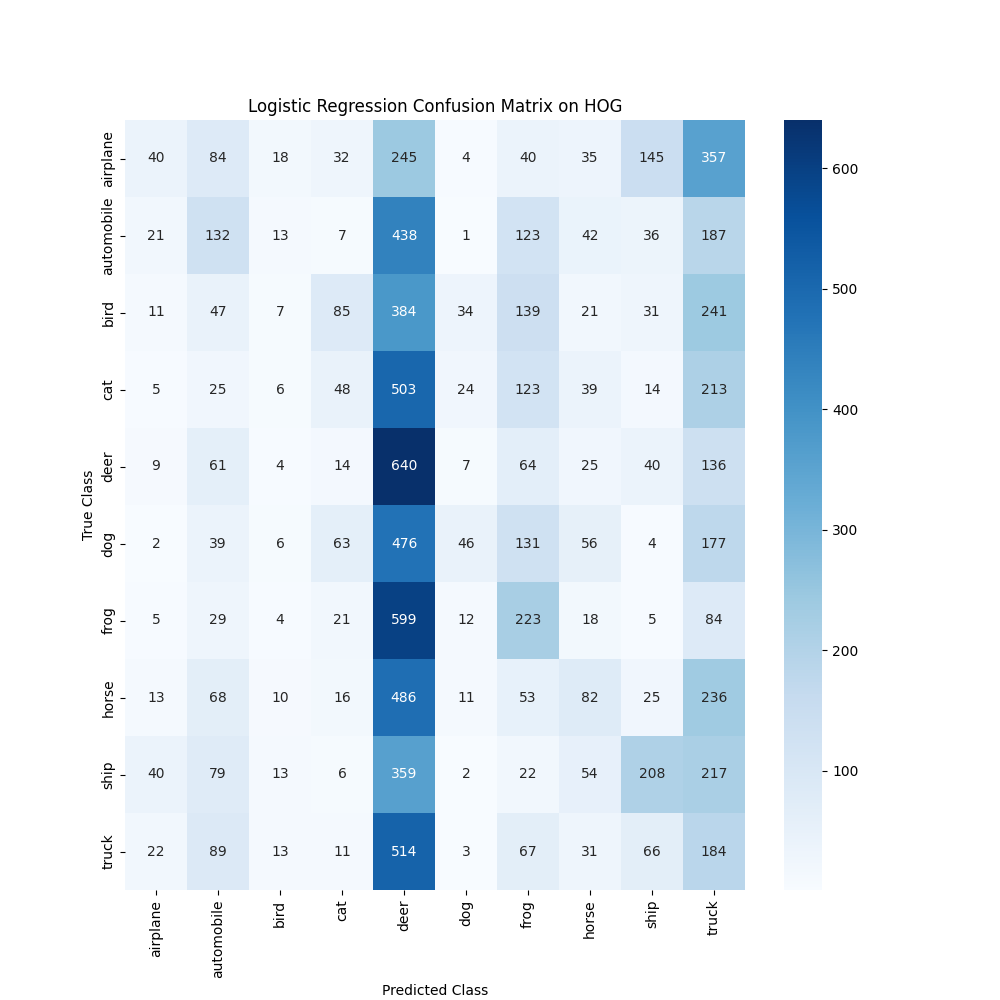 Logistic Regression Confusion Matrix on HOG
True Class
airplane 40 84 18 32 245 4 40 35 145 357
automobile 21 132 13 7 438 1 123 42 36 187
bird 11 47 7 85 384 34 139 21 31 241
cat 5 25 6 48 503 24 123 39 14 213
deer 9 61 4 14 640 7 64 25 40 136
dog 2 39 6 63 476 46 131 56 4 177
frog 5 29 4 21 599 12 223 18 5 84
horse 13 68 10 16 486 11 53 82 25 236
ship 40 79 13 6 359 2 22 54 208 217
truck 22 89 13 11 514 3 67 31 66 184
airplane automobile bird cat deer dog frog horse ship truck
Predicted Class
600
500
400
300
200
100